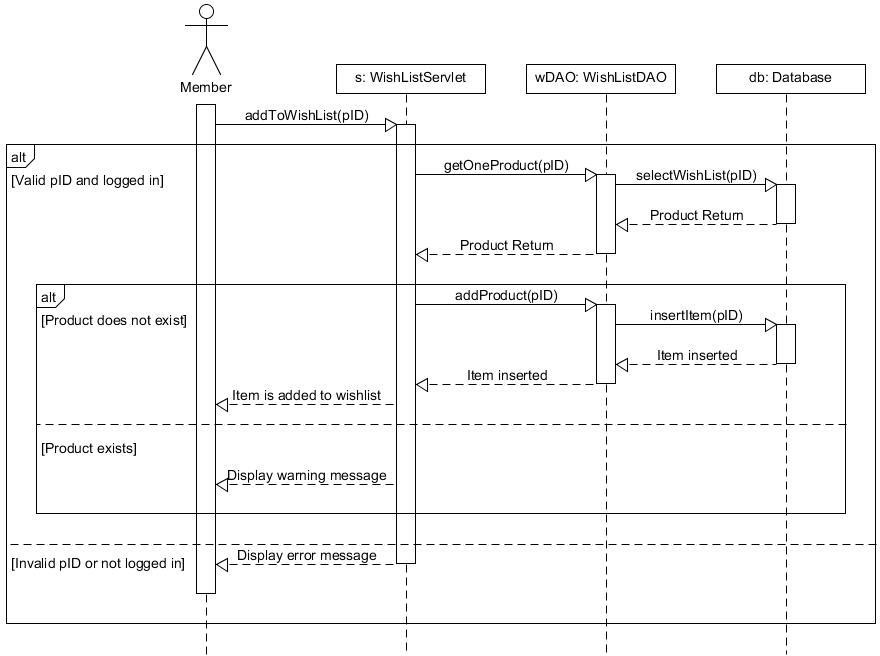 Member
s: WishListServlet
wDAO: WishListDAO
db: Database
addToWishList(pID)
alt
[Valid pID and logged in]
getOneProduct(pID)
selectWishList(pID)
Product Return
Product Return
alt
[Product does not exist]
addProduct(pID)
insertItem(pID)
Item inserted
Item inserted
Item is added to wishlist
[Product exists]
Display warning message
[Invalid pID or not logged in]
Display error message